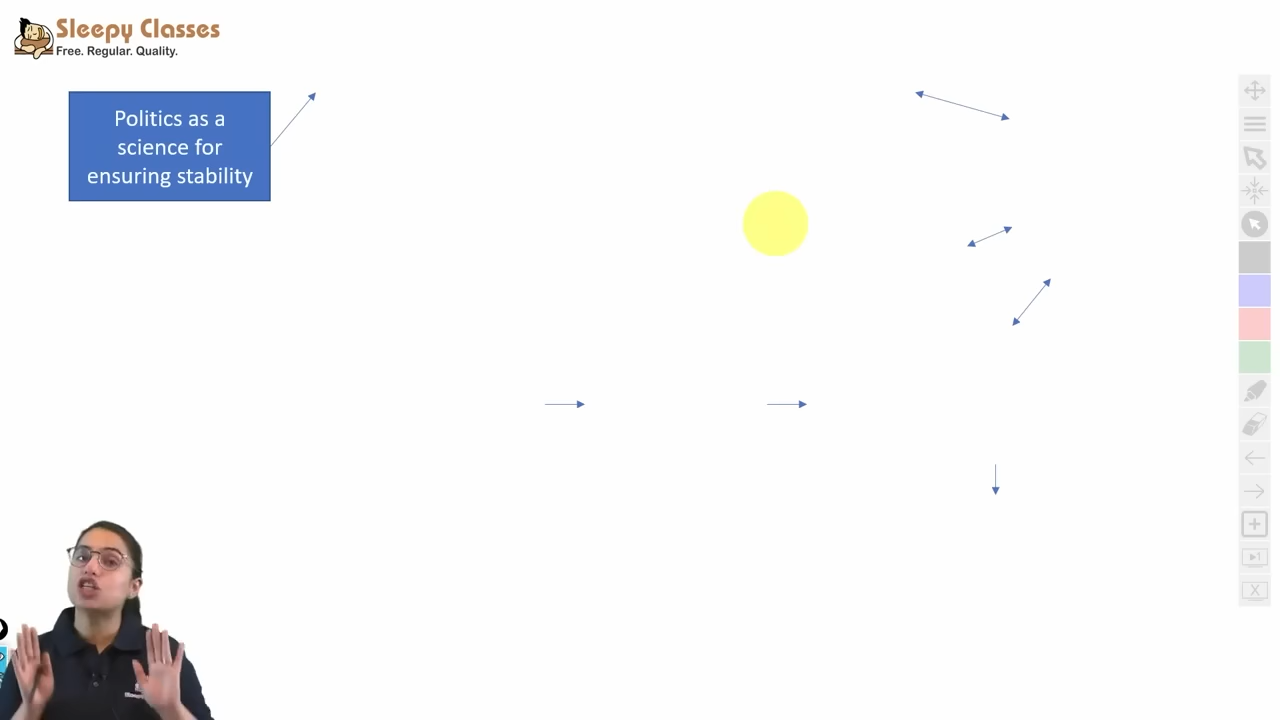 Sleepy Classes
Free. Regular. Quality.
Politics as a
science for
ensuring stability